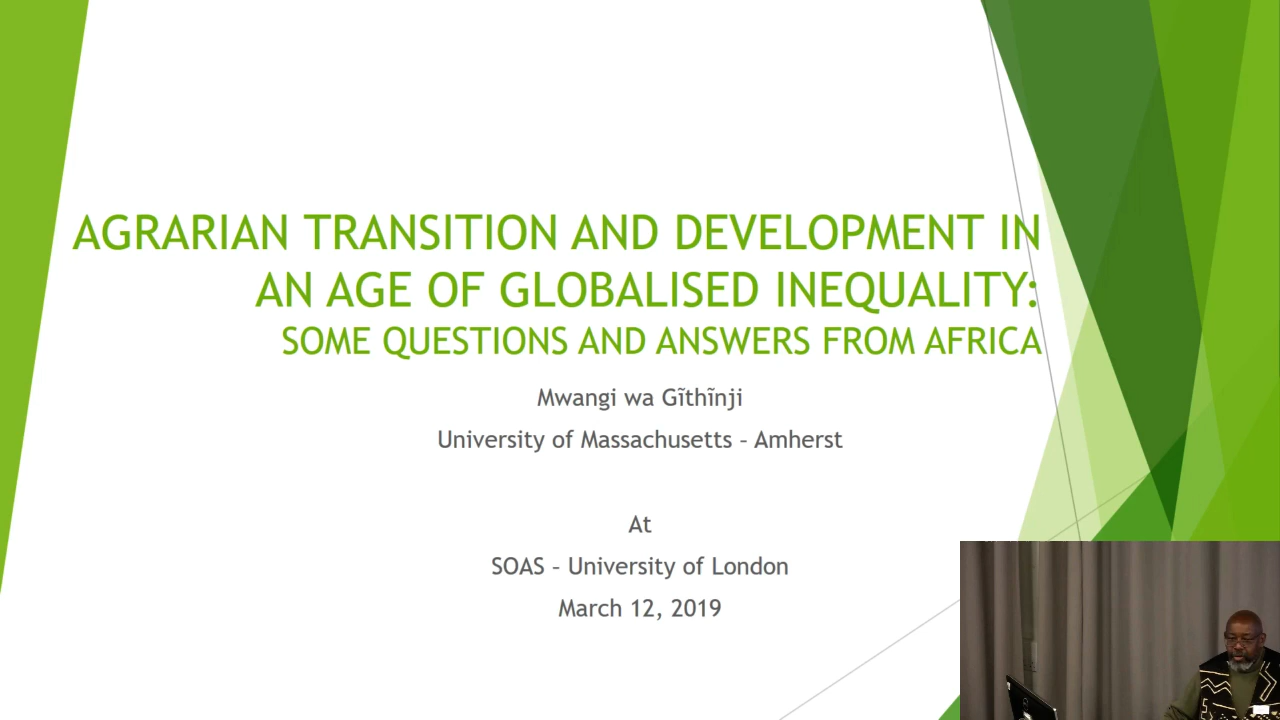 AGRARIAN TRANSITION AND DEVELOPMENT IN
AN AGE OF GLOBALISED INEQUALITY:
SOME QUESTIONS AND ANSWERS FROM AFRICA
Mwangi wa Gĩthĩnji
University of Massachusetts – Amherst
At
SOAS – University of London
March 12, 2019